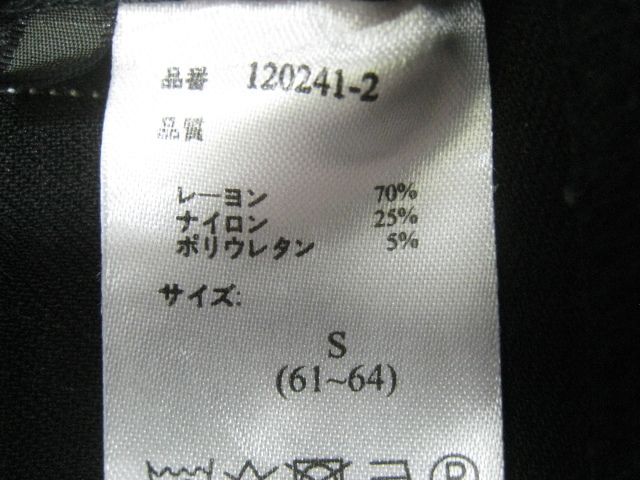 品番 120241-2
品質
レーヨン 70%
ナイロン 25%
ポリウレタン 5%
サイズ:
S
(61~64)
P